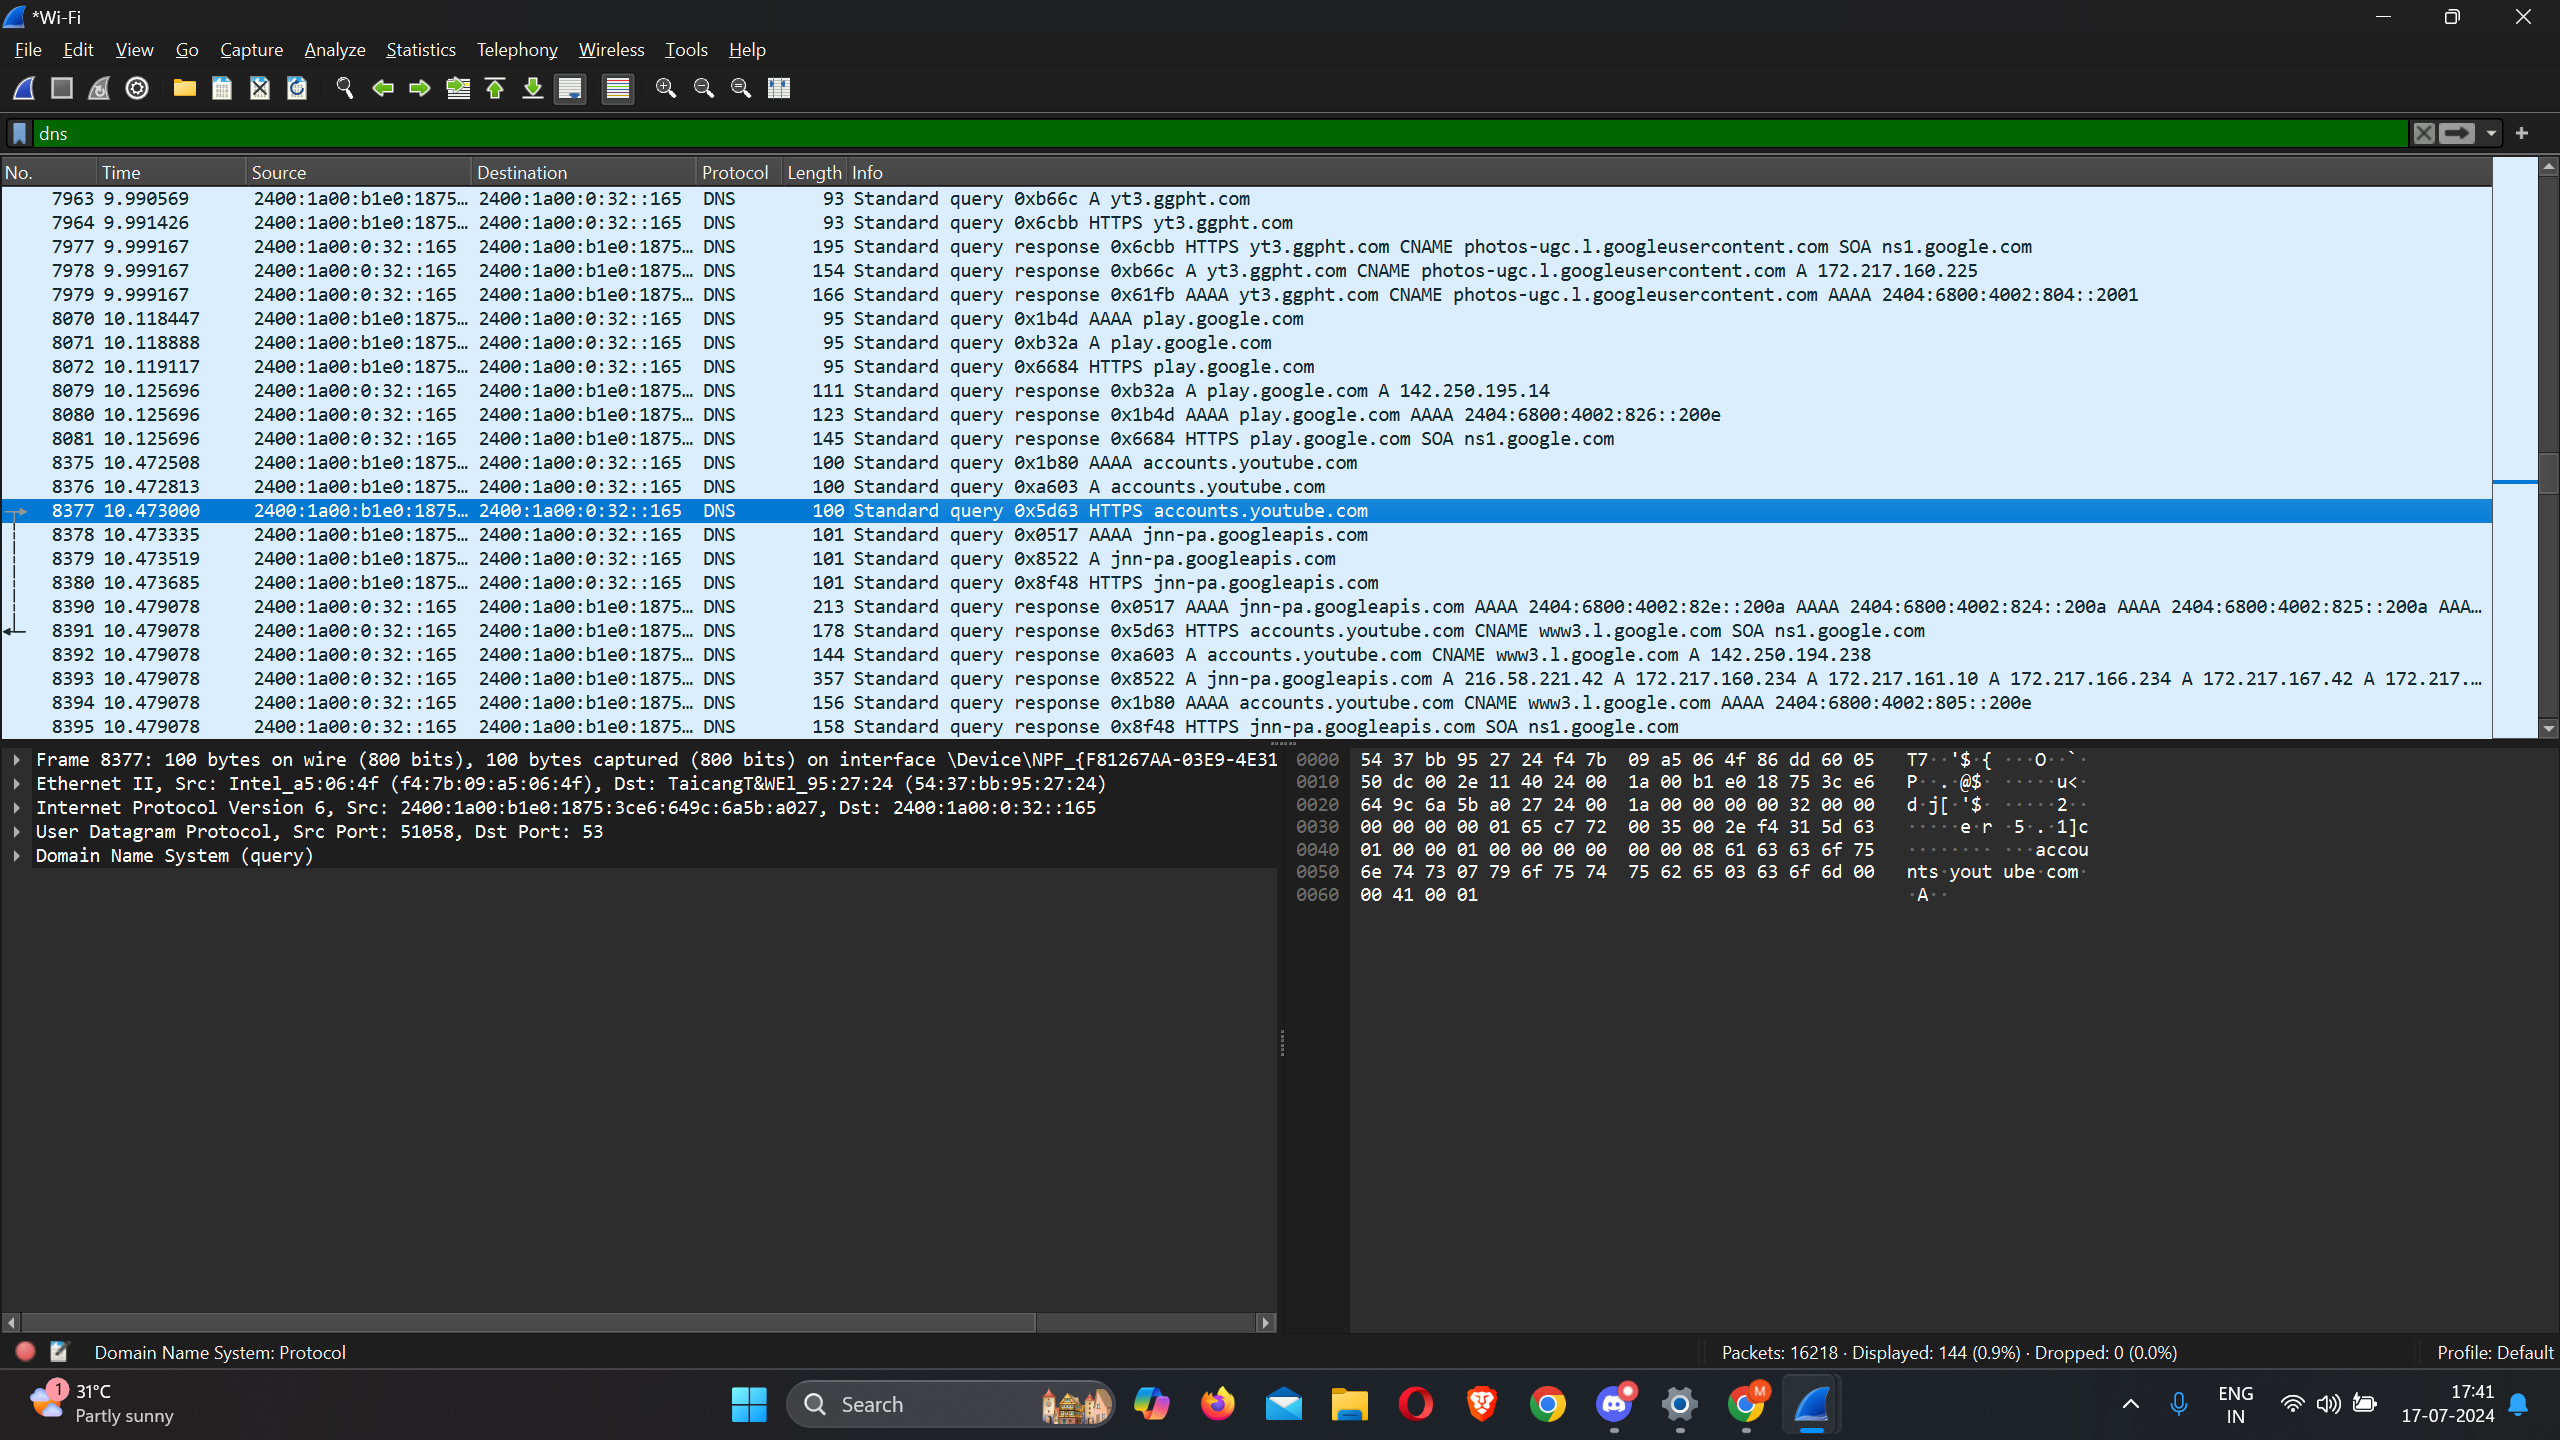 *Wi-Fi
File Edit View Go Capture Analyze Statistics Telephony Wireless Tools Help
dns
No. Time Source Destination Protocol Length Info
7963 9.990569 2400:1a00:b1e0:1875… 2400:1a00:0:32::165 DNS 93 Standard query 0xb66c A yt3.ggpht.com
7964 9.991426 2400:1a00:b1e0:1875… 2400:1a00:0:32::165 DNS 93 Standard query 0x6cbb HTTPS yt3.ggpht.com
7977 9.999167 2400:1a00:0:32::165 2400:1a00:b1e0:1875… DNS 195 Standard query response 0x6cbb HTTPS yt3.ggpht.com CNAME photos-ugc.l.googleusercontent.com SOA ns1.google.com
7978 9.999167 2400:1a00:0:32::165 2400:1a00:b1e0:1875… DNS 154 Standard query response 0xb66c A yt3.ggpht.com CNAME photos-ugc.l.googleusercontent.com A 172.217.160.225
7979 9.999167 2400:1a00:0:32::165 2400:1a00:b1e0:1875… DNS 166 Standard query response 0x61fb AAAA yt3.ggpht.com CNAME photos-ugc.l.googleusercontent.com AAAA 2404:6800:4002:804::2001
8070 10.118447 2400:1a00:b1e0:1875… 2400:1a00:0:32::165 DNS 95 Standard query 0x1b4d AAAA play.google.com
8071 10.118888 2400:1a00:b1e0:1875… 2400:1a00:0:32::165 DNS 95 Standard query 0xb32a A play.google.com
8072 10.119117 2400:1a00:b1e0:1875… 2400:1a00:0:32::165 DNS 95 Standard query 0x6684 HTTPS play.google.com
8079 10.125696 2400:1a00:0:32::165 2400:1a00:b1e0:1875… DNS 111 Standard query response 0xb32a A play.google.com A 142.250.195.14
8080 10.125696 2400:1a00:0:32::165 2400:1a00:b1e0:1875… DNS 123 Standard query response 0x1b4d AAAA play.google.com AAAA 2404:6800:4002:826::200e
8081 10.125696 2400:1a00:0:32::165 2400:1a00:b1e0:1875… DNS 145 Standard query response 0x6684 HTTPS play.google.com SOA ns1.google.com
8375 10.472508 2400:1a00:b1e0:1875… 2400:1a00:0:32::165 DNS 100 Standard query 0x1b80 AAAA accounts.youtube.com
8376 10.472813 2400:1a00:b1e0:1875… 2400:1a00:0:32::165 DNS 100 Standard query 0xa603 A accounts.youtube.com
8377 10.473000 2400:1a00:b1e0:1875… 2400:1a00:0:32::165 DNS 100 Standard query 0x5d63 HTTPS accounts.youtube.com
8378 10.473335 2400:1a00:b1e0:1875… 2400:1a00:0:32::165 DNS 101 Standard query 0x0517 AAAA jnn-pa.googleapis.com
8379 10.473519 2400:1a00:b1e0:1875… 2400:1a00:0:32::165 DNS 101 Standard query 0x8522 A jnn-pa.googleapis.com
8380 10.473685 2400:1a00:b1e0:1875… 2400:1a00:0:32::165 DNS 101 Standard query 0x8f48 HTTPS jnn-pa.googleapis.com
8390 10.479078 2400:1a00:0:32::165 2400:1a00:b1e0:1875… DNS 213 Standard query response 0x0517 AAAA jnn-pa.googleapis.com AAAA 2404:6800:4002:82e::200a AAAA 2404:6800:4002:824::200a AAAA 2404:6800:4002:825::200a AAA…
8391 10.479078 2400:1a00:0:32::165 2400:1a00:b1e0:1875… DNS 178 Standard query response 0x5d63 HTTPS accounts.youtube.com CNAME www3.l.google.com SOA ns1.google.com
8392 10.479078 2400:1a00:0:32::165 2400:1a00:b1e0:1875… DNS 144 Standard query response 0xa603 A accounts.youtube.com CNAME www3.l.google.com A 142.250.194.238
8393 10.479078 2400:1a00:0:32::165 2400:1a00:b1e0:1875… DNS 357 Standard query response 0x8522 A jnn-pa.googleapis.com A 216.58.221.42 A 172.217.160.234 A 172.217.161.10 A 172.217.166.234 A 172.217.167.42 A 172.217.…
8394 10.479078 2400:1a00:0:32::165 2400:1a00:b1e0:1875… DNS 156 Standard query response 0x1b80 AAAA accounts.youtube.com CNAME www3.l.google.com AAAA 2404:6800:4002:805::200e
8395 10.479078 2400:1a00:0:32::165 2400:1a00:b1e0:1875… DNS 158 Standard query response 0x8f48 HTTPS jnn-pa.googleapis.com SOA ns1.google.com
Frame 8377: 100 bytes on wire (800 bits), 100 bytes captured (800 bits) on interface \Device\NPF_{F81267AA-03E9-4E31
Ethernet II, Src: Intel_a5:06:4f (f4:7b:09:a5:06:4f), Dst: TaicangT&WEl_95:27:24 (54:37:bb:95:27:24)
Internet Protocol Version 6, Src: 2400:1a00:b1e0:1875:3ce6:649c:6a5b:a027, Dst: 2400:1a00:0:32::165
User Datagram Protocol, Src Port: 51058, Dst Port: 53
Domain Name System (query)
0000 54 37 bb 95 27 24 f4 7b 09 a5 06 4f 86 dd 60 05 T7··'$·{ ···O··`·
0010 50 dc 00 2e 11 40 24 00 1a 00 b1 e0 18 75 3c e6 P··.·@$· ·····u<·
0020 64 9c 6a 5b a0 27 24 00 1a 00 00 00 00 32 00 00 d·j[·'$· ·····2··
0030 00 00 00 00 01 65 c7 72 00 35 00 2e f4 31 5d 63 ·····e·r ·5·.·1]c
0040 01 00 00 01 00 00 00 00 00 00 08 61 63 63 6f 75 ········ ···accou
0050 6e 74 73 07 79 6f 75 74 75 62 65 03 63 6f 6d 00 nts·yout ube·com·
0060 00 41 00 01 ·A··
Domain Name System: Protocol
Packets: 16218 · Displayed: 144 (0.9%) · Dropped: 0 (0.0%)
Profile: Default
1
31°C
Partly sunny
Search
M
ENG
IN
17:41
17-07-2024